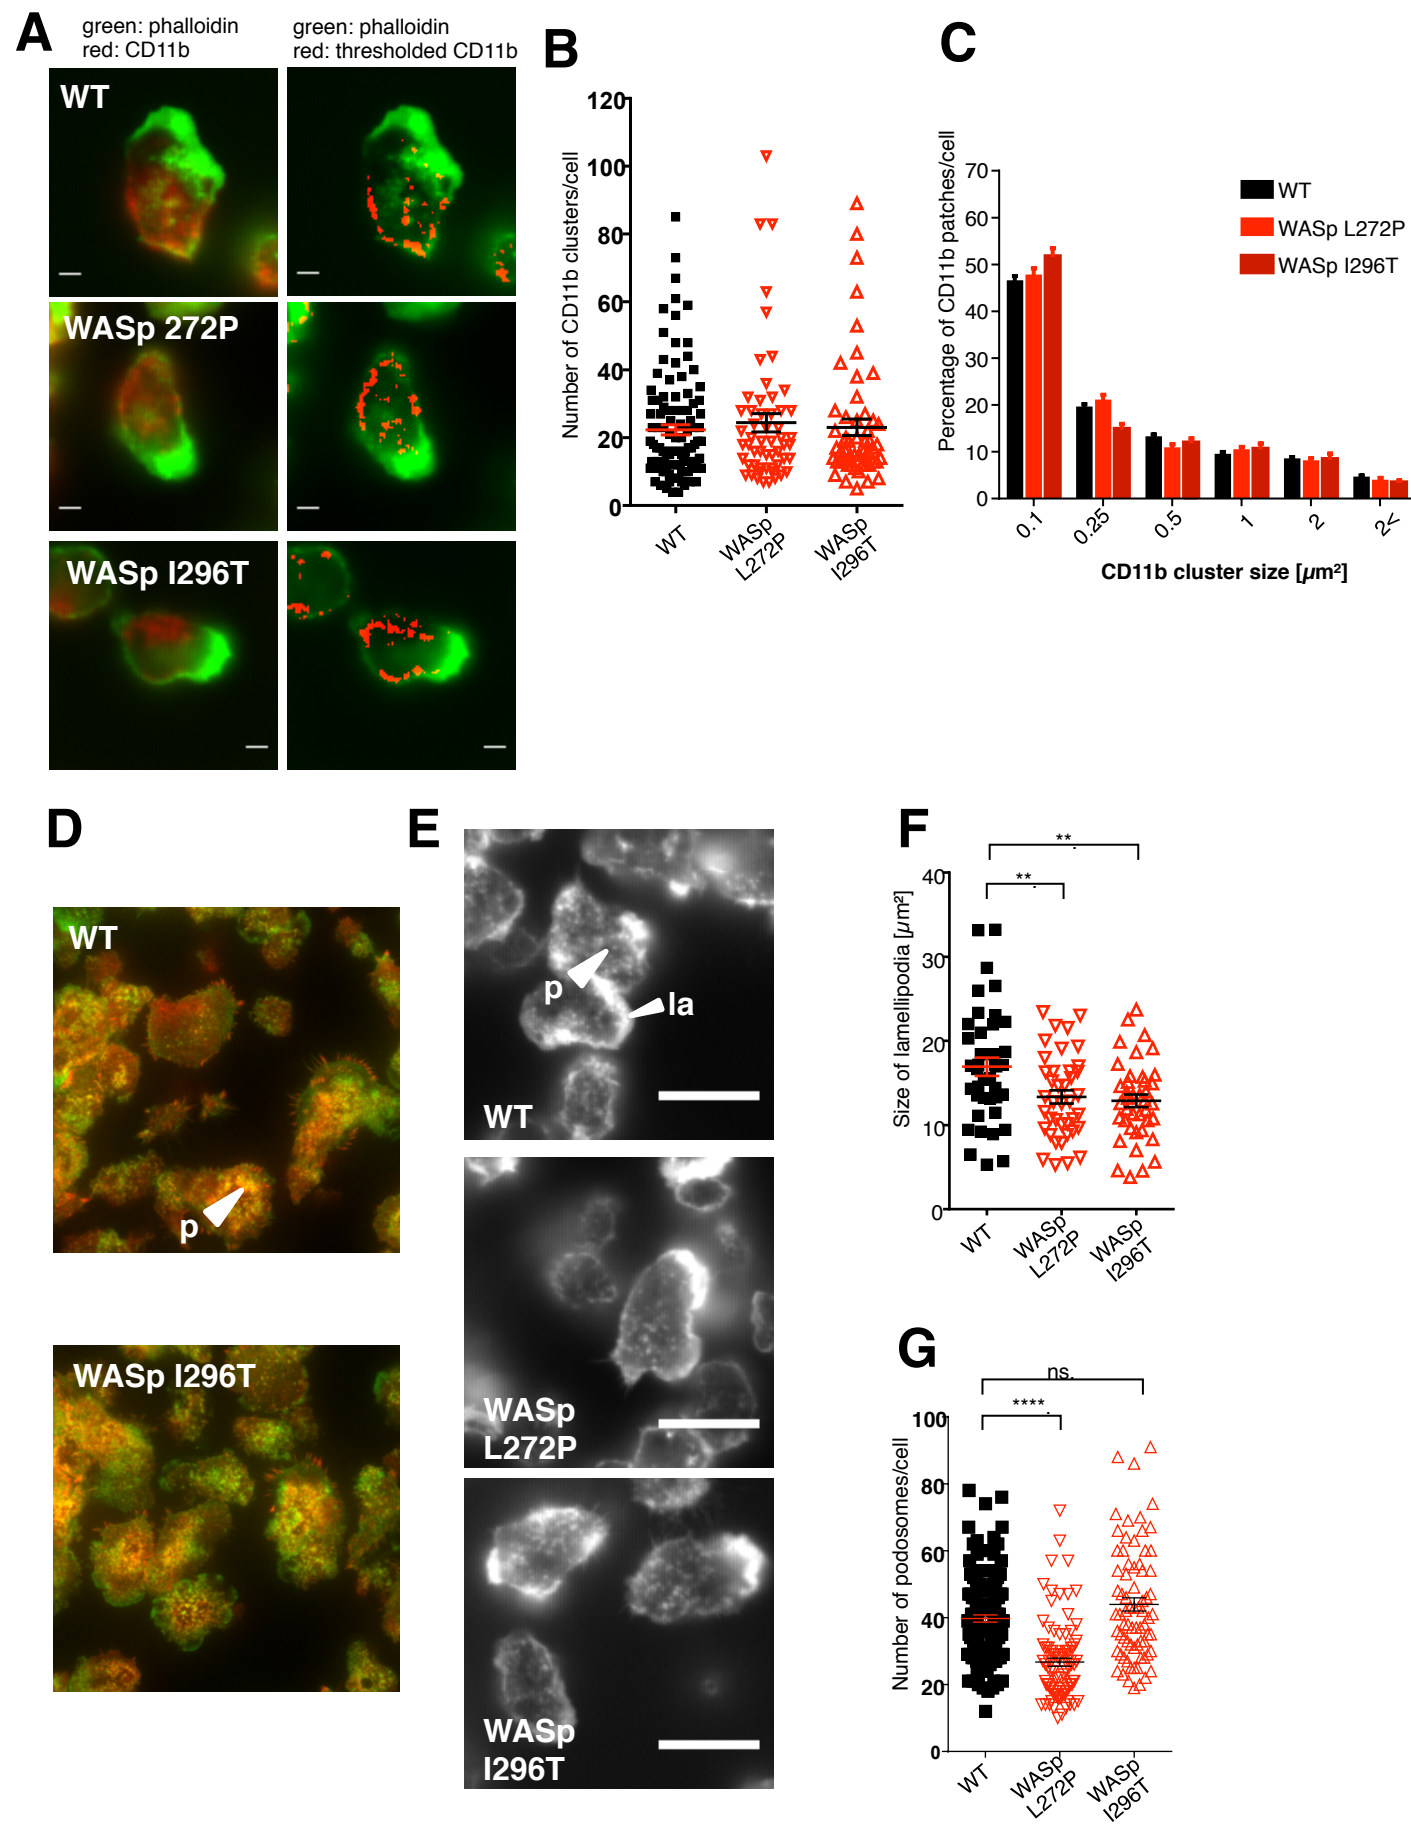 A
green: phalloidin
red: CD11b
green: phalloidin
red: thresholded CD11b
WT
WASp 272P
WASp I296T
B
Number of CD11b clusters/cell
120
100
80
60
40
20
0
WT
WASp
L272P
WASp
I296T
C
Percentage of CD11b patches/cell
70
60
50
40
30
20
10
0
WT
WASp L272P
WASp I296T
0.1
0.25
0.5
1
2
2<
CD11b cluster size [µm²]
D
WT
p
WASp I296T
E
p
la
WT
WASp
L272P
WASp
I296T
F
**.
**.
Size of lamellipodia [µm²]
40
30
20
10
0
WT
WASp
L272P
WASp
I296T
G
ns.
****.
Number of podosomes/cell
100
80
60
40
20
0
WT
WASp
L272P
WASp
I296T